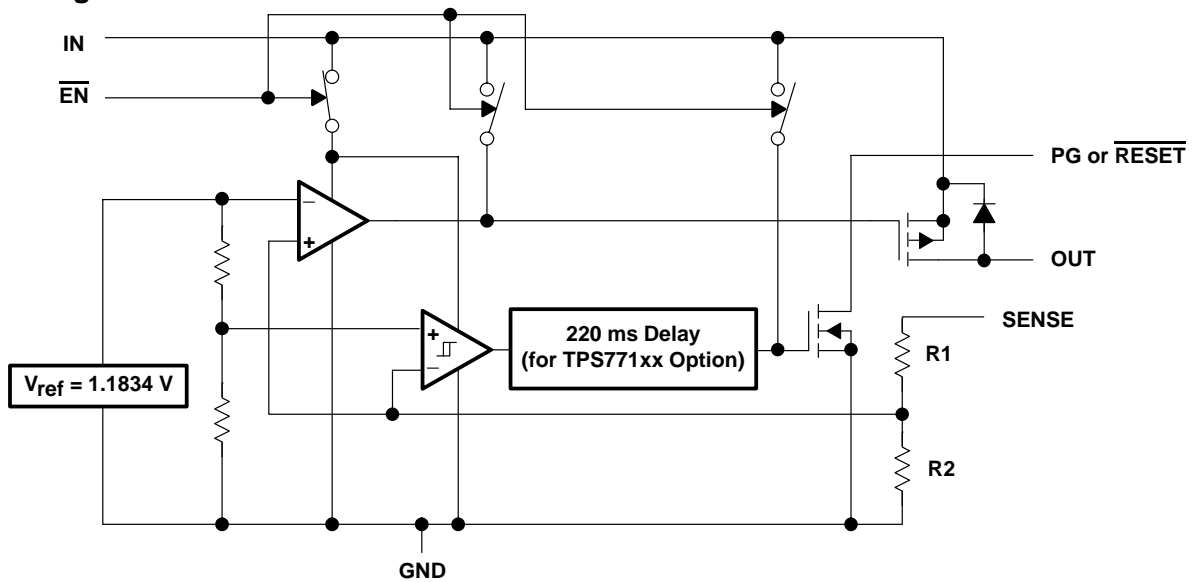 IN
EN
PG or RESET
OUT
SENSE
−
+
+
−
220 ms Delay
(for TPS771xx Option)
R1
Vref = 1.1834 V
R2
GND